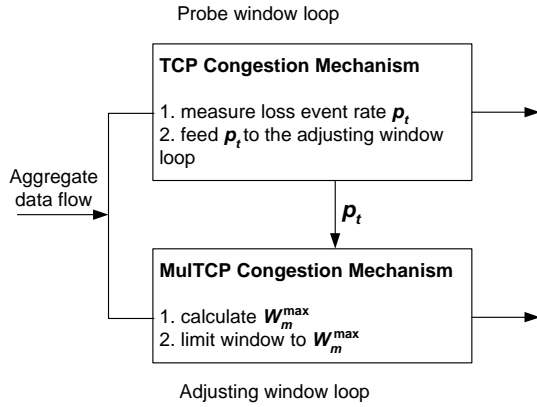 Probe window loop
TCP Congestion Mechanism
1. measure loss event rate p_t
2. feed p_t to the adjusting window
loop
Aggregate
data flow
p_t
MulTCP Congestion Mechanism
1. calculate W_m^max
2. limit window to W_m^max
Adjusting window loop